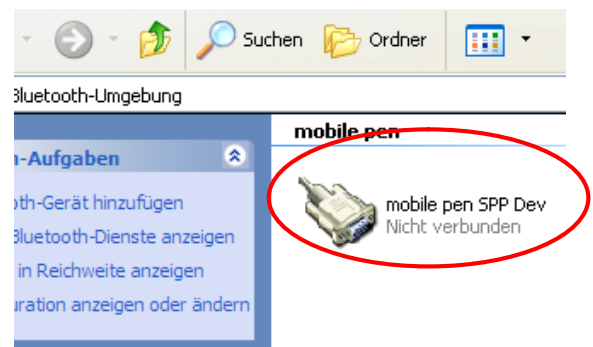 Suchen Ordner
Bluetooth-Umgebung
mobile pen
n-Aufgaben
oth-Gerät hinzufügen
Bluetooth-Dienste anzeigen
in Reichweite anzeigen
uration anzeigen oder ändern
mobile pen SPP Dev
Nicht verbunden